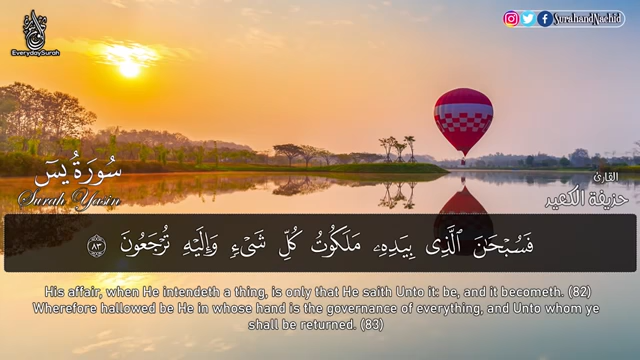 EverydaySurah
SurahandNachid
سُورَةُ يسٓ
Surah Yasin
القارئ
فَسُبْحَـٰنَ ٱلَّذِى بِيَدِهِۦ مَلَكُوتُ كُلِّ شَىْءٍ وَإِلَيْهِ تُرْجَعُونَ ٨٣
His affair, when He intendeth a thing, is only that He saith Unto it: be, and it becometh. (82)
Wherefore hallowed be He in whose hand is the governance of everything, and Unto whom ye
shall be returned. (83)